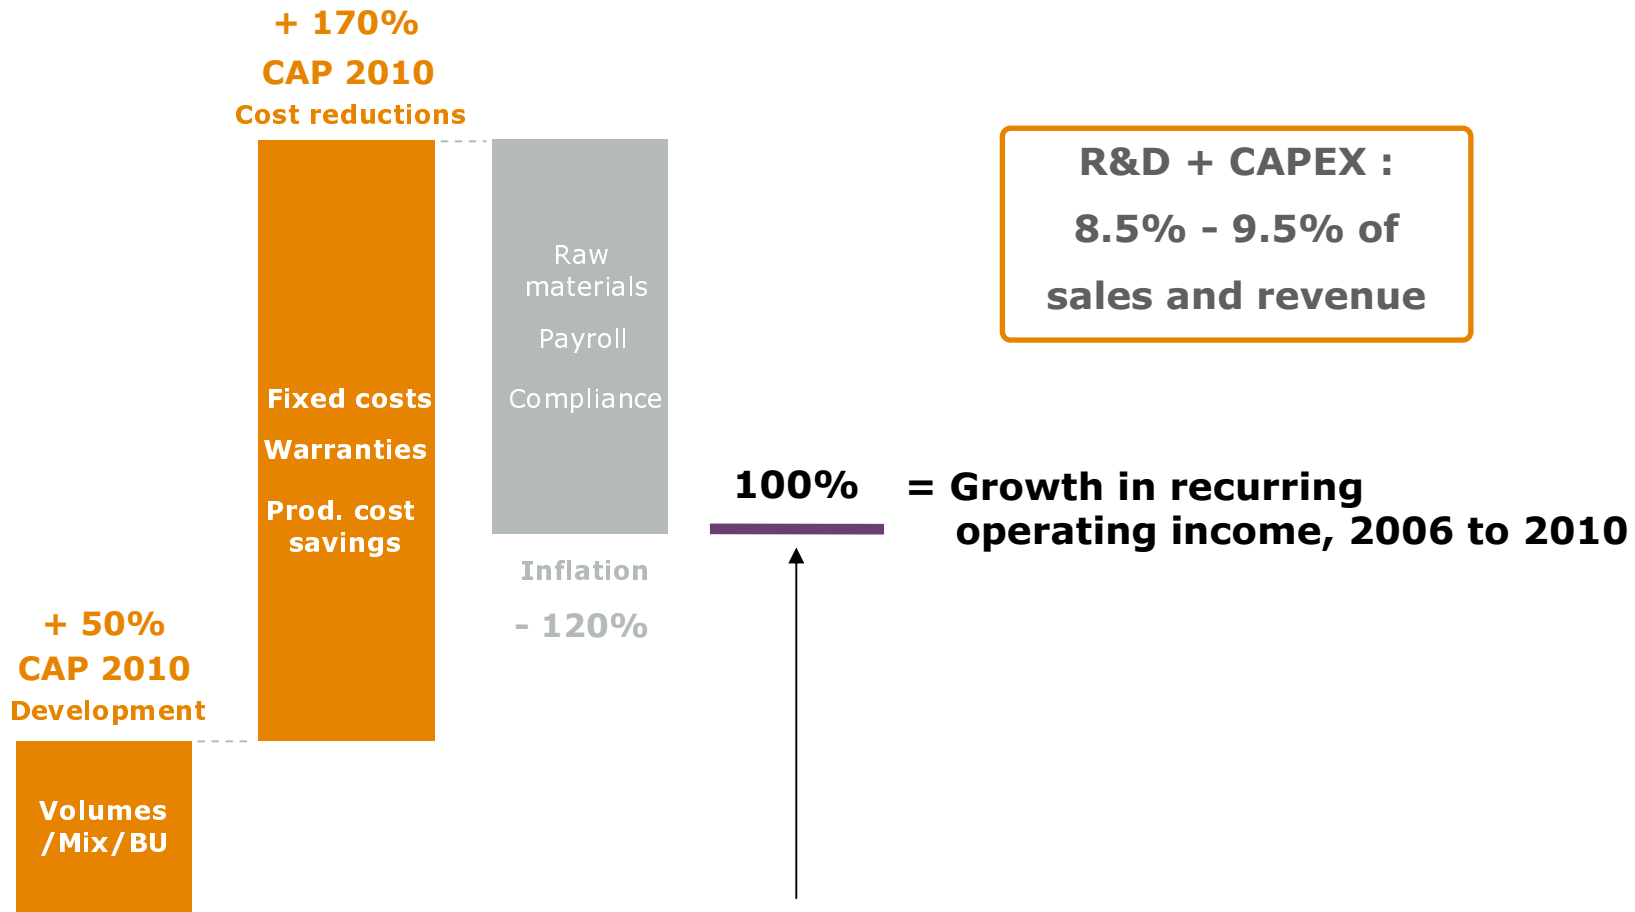 + 170%
CAP 2010
Cost reductions
Fixed costs
Warranties
Prod. cost
savings
+ 50%
CAP 2010
Development
Volumes
/Mix/BU
Raw
materials
Payroll
Compliance
Inflation
- 120%
100%
= Growth in recurring
operating income, 2006 to 2010
R&D + CAPEX :
8.5% - 9.5% of
sales and revenue